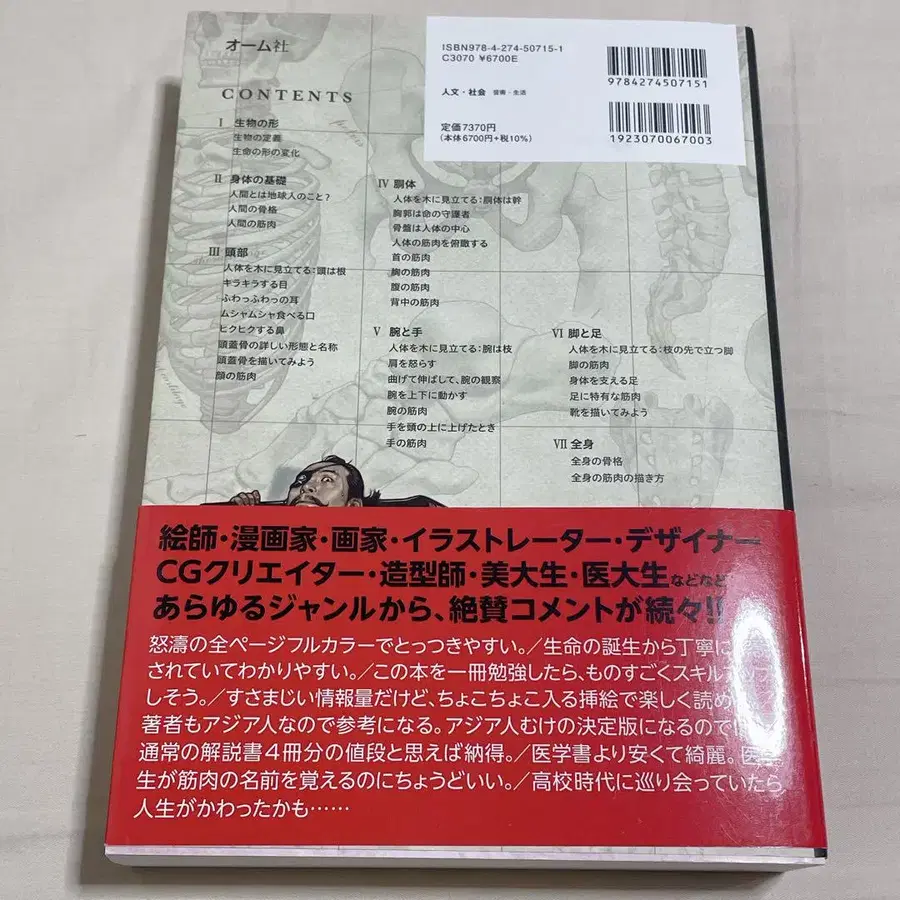 オーム社
ISBN978-4-274-50715-1
C3070 ¥6700E
9784274507151
人文・社会 芸術・生活
定価7370円
(本体6700円+税10%)
1923070067003
CONTENTS
I 生物の形
生物の定義
生命の形の変化
II 身体の基礎
人間とは地球人のこと?
人間の骨格
人間の筋肉
III 頭部
人体を木に見立てる:頭は根
キラキラする目
ふわっふわっの耳
ムシャムシャ食べる口
ヒクヒクする鼻
頭蓋骨の詳しい形態と名称
頭蓋骨を描いてみよう
顔の筋肉
IV 胴体
人体を木に見立てる:胴体は幹
胸郭は命の守護者
骨盤は人体の中心
人体の筋肉を俯瞰する
首の筋肉
胸の筋肉
腹の筋肉
背中の筋肉
V 腕と手
人体を木に見立てる:腕は枝
肩を怒らす
曲げて伸ばして、腕の観察
腕を上下に動かす
腕の筋肉
手を頭の上に上げたとき
手の筋肉
VI 脚と足
人体を木に見立てる:枝の先で立つ脚
脚の筋肉
身体を支える足
足に特有な筋肉
靴を描いてみよう
VII 全身
全身の骨格
全身の筋肉の描き方
絵師・漫画家・画家・イラストレーター・デザイナー
CGクリエイター・造型師・美大生・医大生などなど
あらゆるジャンルから、絶賛コメントが続々!!
怒濤の全ページフルカラーでとっつきやすい。/生命の誕生から丁寧に
されていてわかりやすい。/この本を一冊勉強したら、ものすごくスキルアップ
しそう。/すさまじい情報量だけど、ちょこちょこ入る挿絵で楽しく読め
著者もアジア人なので参考になる。アジア人むけの決定版になるので
通常の解説書4冊分の値段と思えば納得。/医学書より安くて綺麗。医
生が筋肉の名前を覚えるのにちょうどいい。/高校時代に巡り会っていたら
人生がかわったかも……